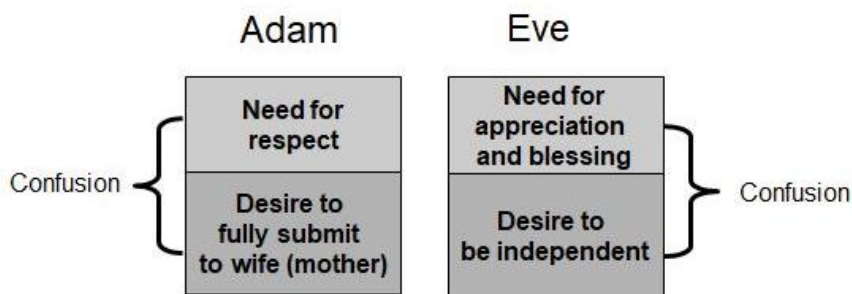 Adam
Eve
Need for
respect
Need for
appreciation
and blessing
Confusion
Confusion
Desire to
fully submit
to wife (mother)
Desire to
be independent